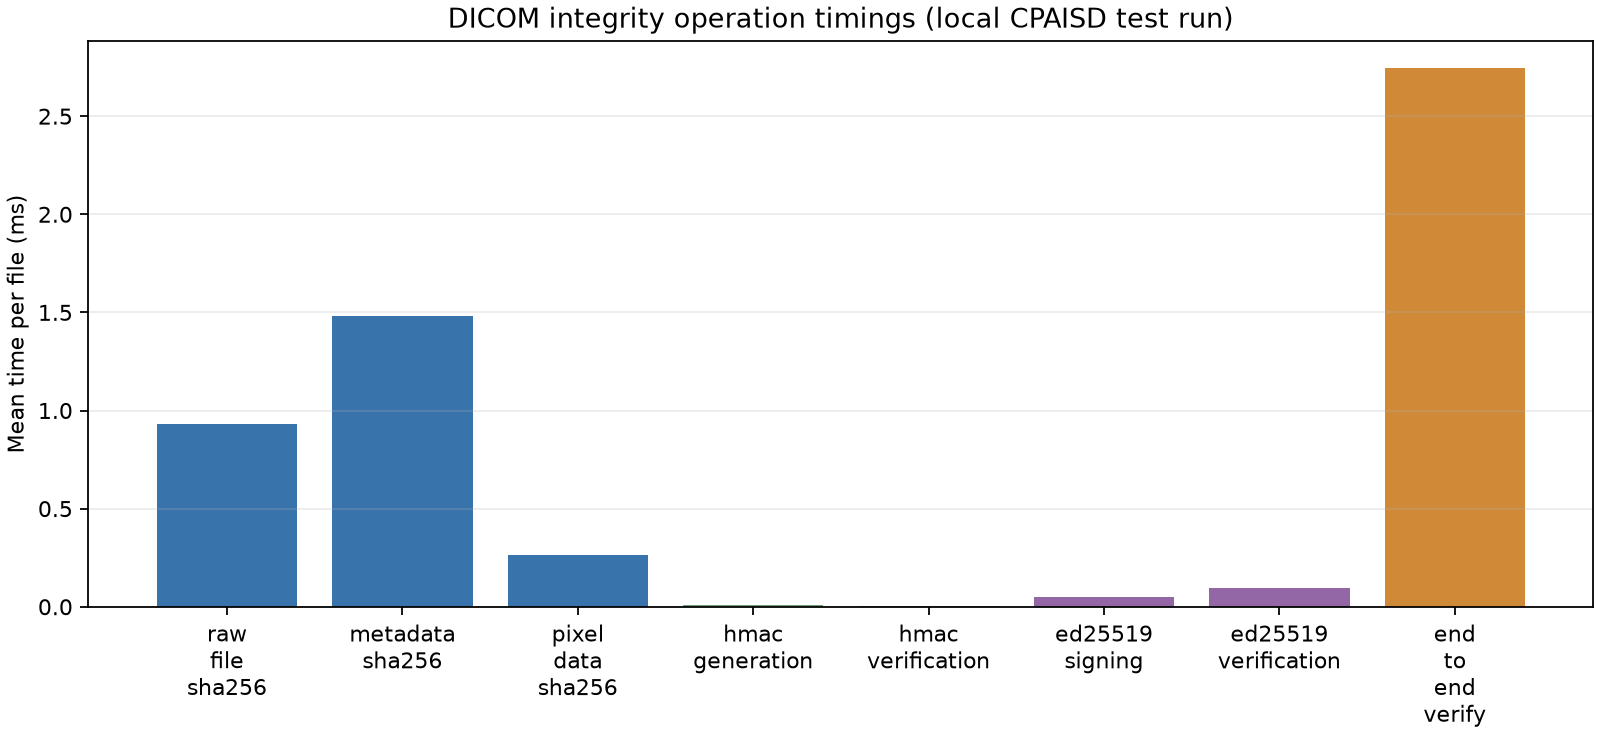 DICOM integrity operation timings (local CPAISD test run)
Mean time per file (ms)
2.5
2.0
1.5
1.0
0.5
0.0
raw
file
sha256
metadata
sha256
pixel
data
sha256
hmac
generation
hmac
verification
ed25519
signing
ed25519
verification
end
to
end
verify